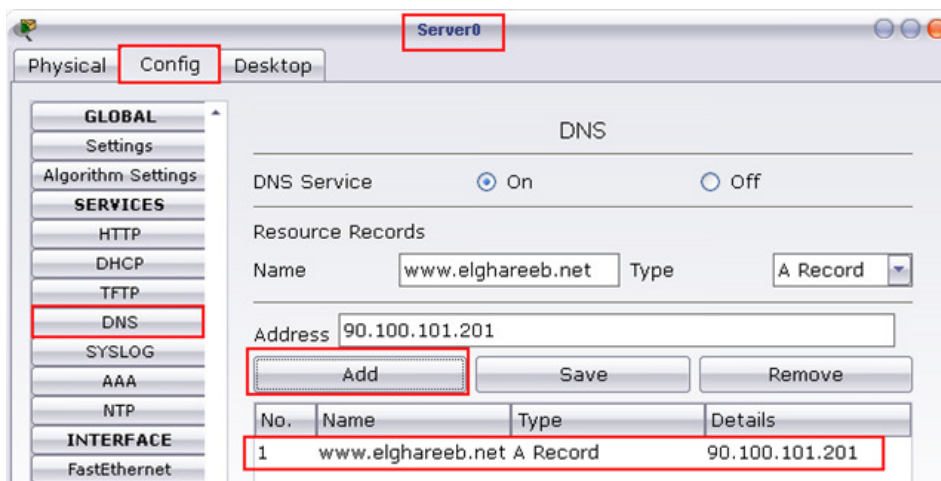 Server0
Physical Config Desktop
GLOBAL
Settings
Algorithm Settings
SERVICES
HTTP
DHCP
TFTP
DNS
SYSLOG
AAA
NTP
INTERFACE
FastEthernet
DNS
DNS Service On Off
Resource Records
Name www.elghareeb.net Type A Record
Address 90.100.101.201
Add Save Remove
No. Name Type Details
1 www.elghareeb.net A Record 90.100.101.201